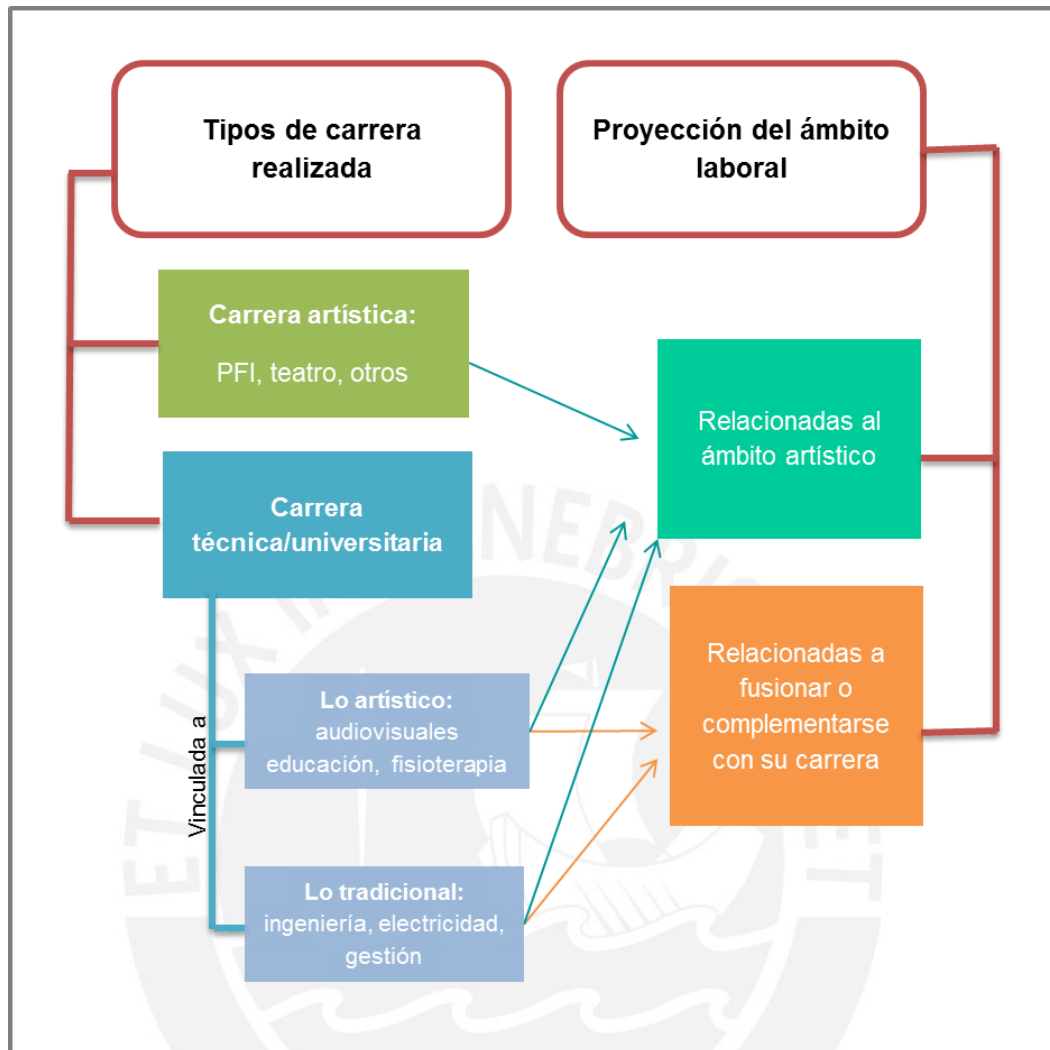 Tipos de carrera
realizada
Proyección del ámbito
laboral
Carrera artística:
PFI, teatro, otros
Relacionadas al
ámbito artístico
Carrera
técnica/universitaria
Relacionadas a
fusionar o
complementarse
con su carrera
Vinculada a
Lo artístico:
audiovisuales
educación, fisioterapia
Lo tradicional:
ingeniería, electricidad,
gestión